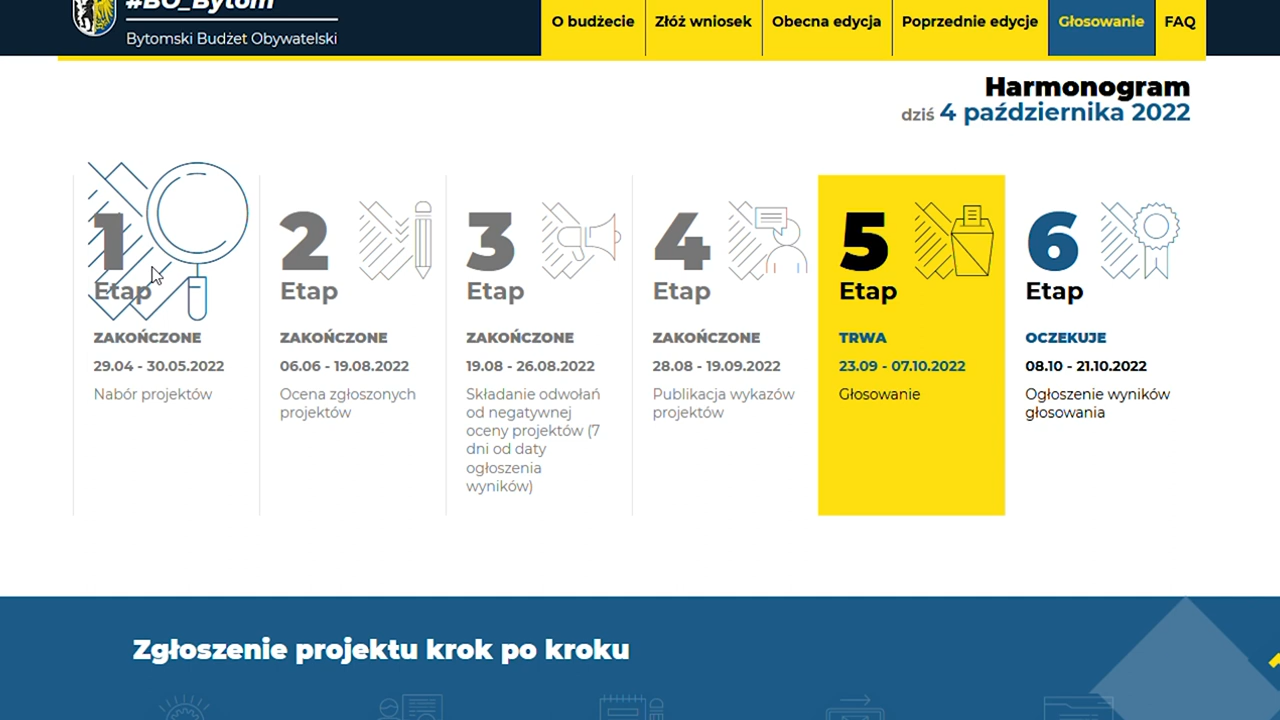 #BO_Bytom
Bytomski Budżet Obywatelski
O budżecie
Złóż wniosek
Obecna edycja
Poprzednie edycje
Głosowanie
FAQ
Harmonogram
dziś 4 października 2022
1
Etap
ZAKOŃCZONE
29.04 - 30.05.2022
Nabór projektów
2
Etap
ZAKOŃCZONE
06.06 - 19.08.2022
Ocena zgłoszonych
projektów
3
Etap
ZAKOŃCZONE
19.08 - 26.08.2022
Składanie odwołań
od negatywnej
oceny projektów (7
dni od daty
ogłoszenia
wyników)
4
Etap
ZAKOŃCZONE
28.08 - 19.09.2022
Publikacja wykazów
projektów
5
Etap
TRWA
23.09 - 07.10.2022
Głosowanie
6
Etap
OCZEKUJE
08.10 - 21.10.2022
Ogłoszenie wyników
głosowania
Zgłoszenie projektu krok po kroku